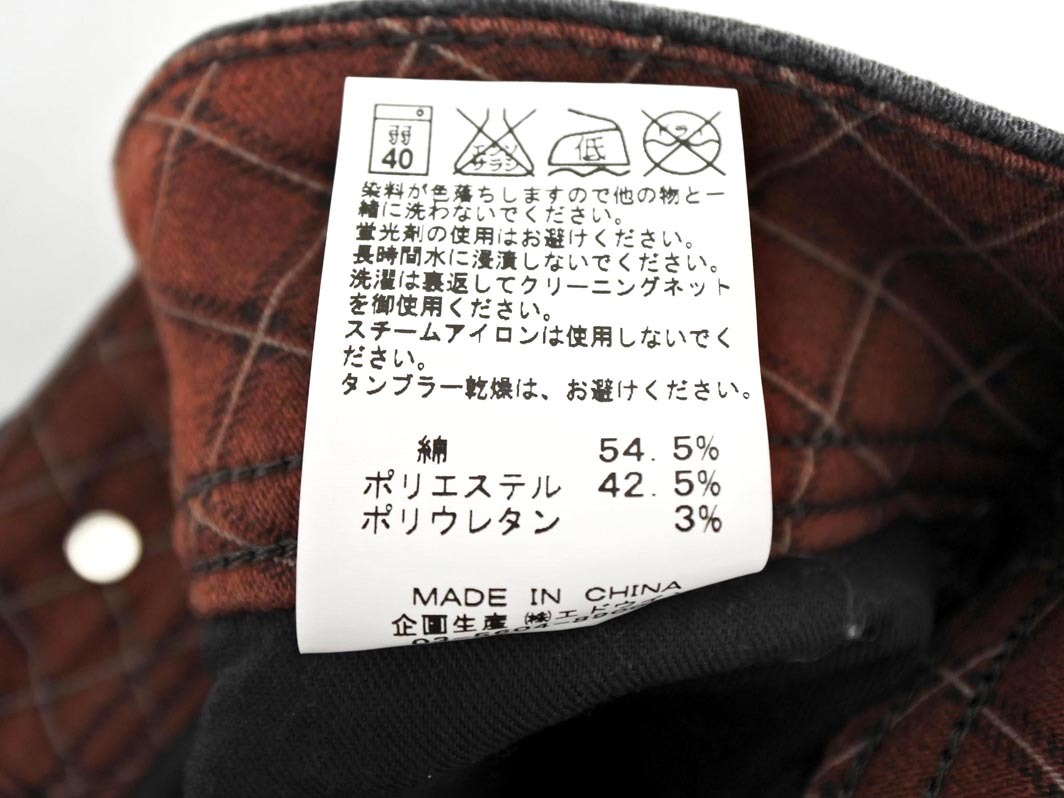 弱
40
エンソ
サラシ
低
ドライ
染料が色落ちしますので他の物と一
緒に洗わないでください。
蛍光剤の使用はお避けください。
長時間水に浸漬しないでください。
洗濯は裏返してクリーニングネット
を御使用ください。
スチームアイロンは使用しないでく
ださい。
タンブラー乾燥は、お避けください。
綿 54.5%
ポリエステル 42.5%
ポリウレタン 3%
MADE IN CHINA
企画生産 ㈱エドウ